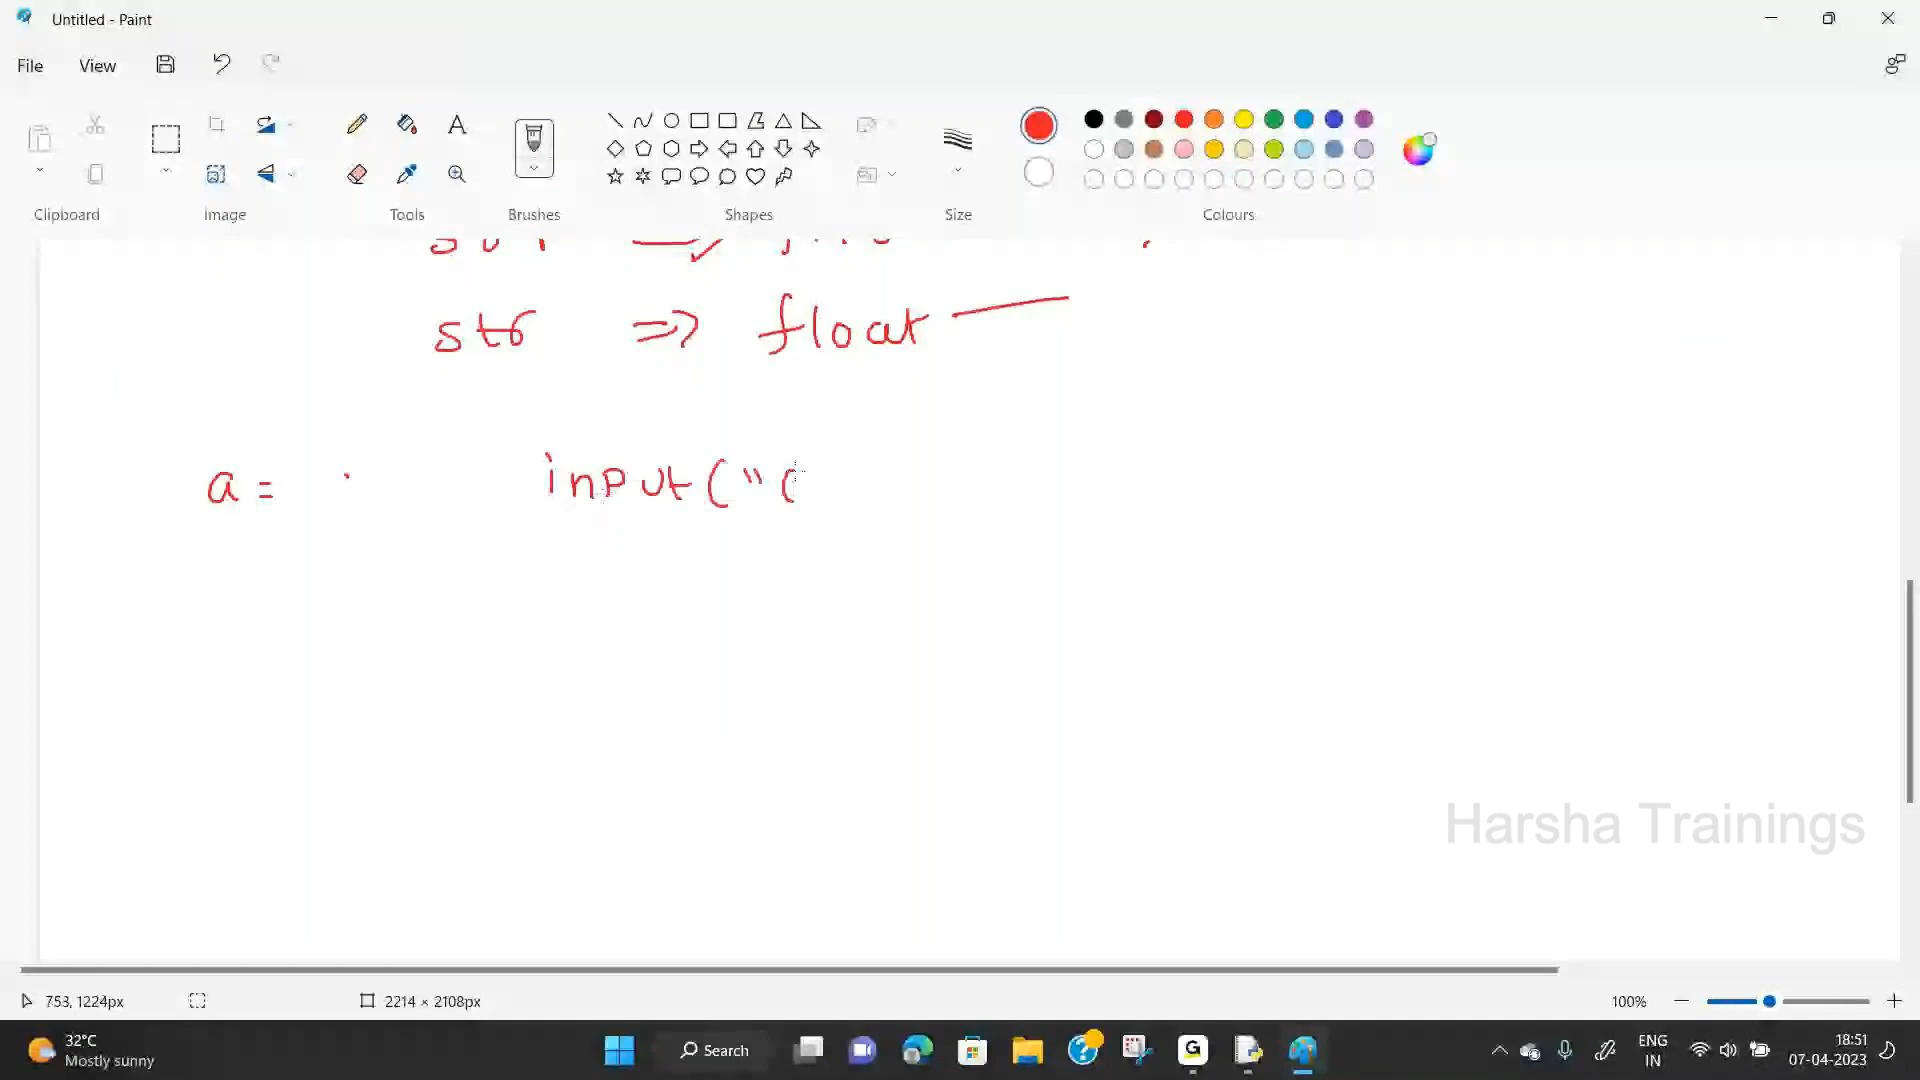 Untitled - Paint
File View
Clipboard Image Tools Brushes Shapes Size Colours
str => float
a = input("(
Harsha Trainings
753, 1224px 2214 × 2108px 100%
32°C
Mostly sunny
Search
ENG
IN
18:51
07-04-2023